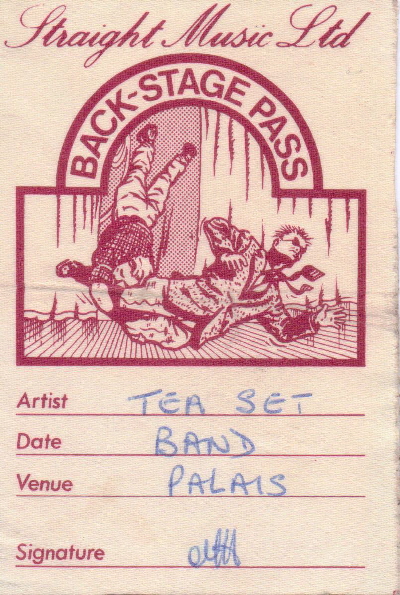 Straight Music Ltd
BACK-STAGE PASS
Artist TEA SET
Date BAND
Venue PALAIS
Signature